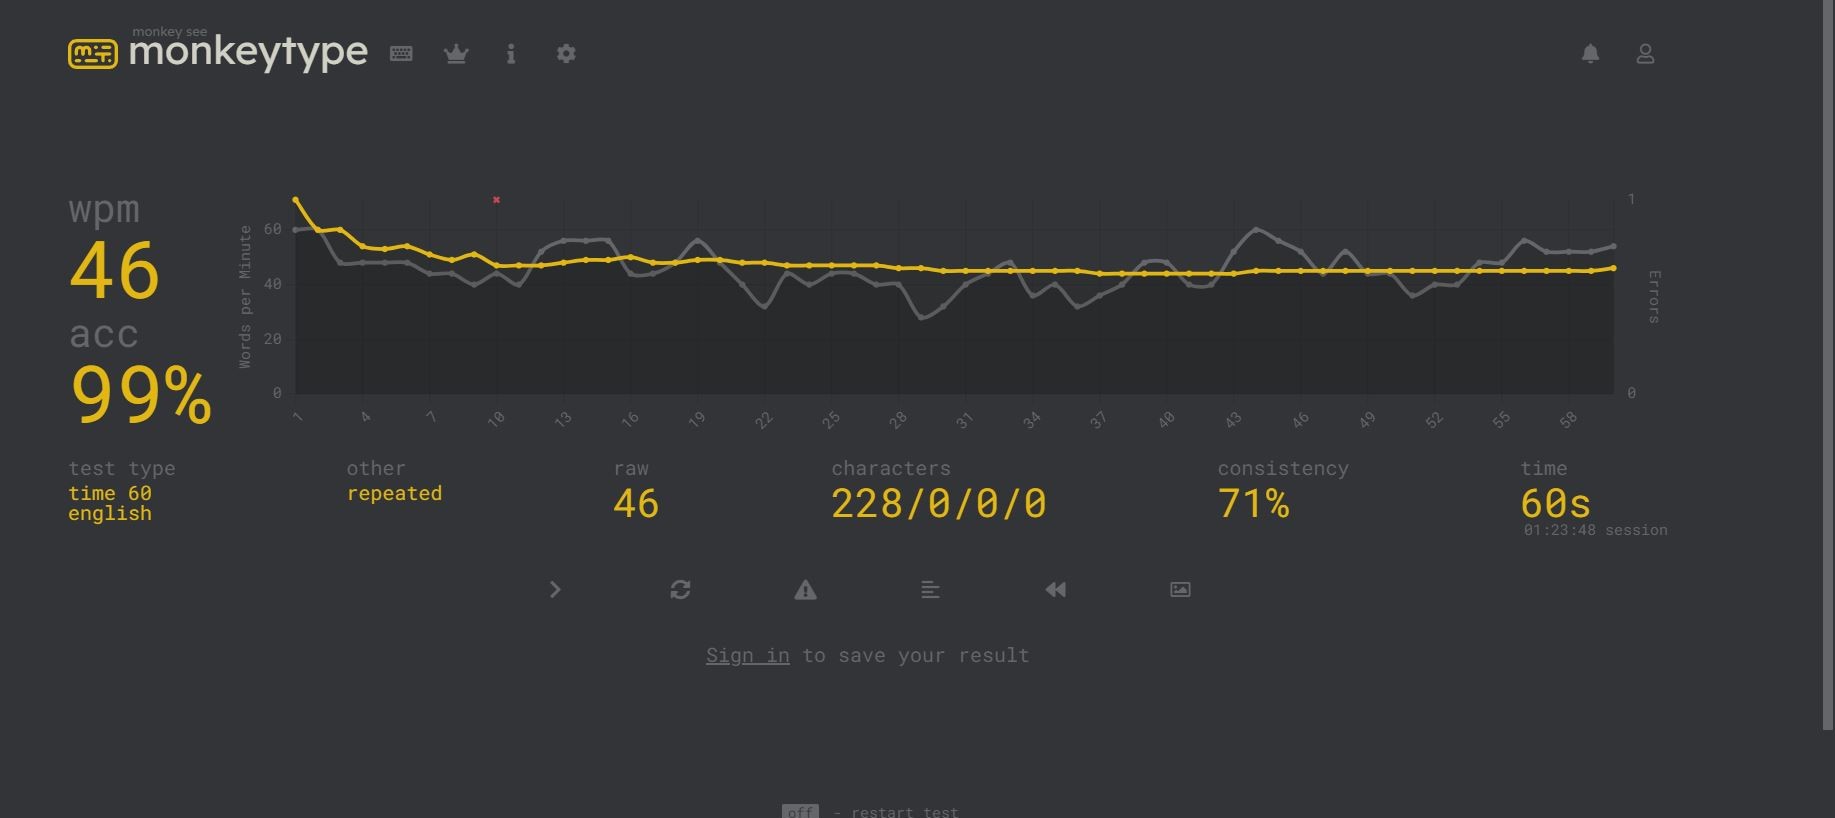 monkey see
monkeytype
wpm
46
acc
99%
Words per Minute
60
40
20
0
1
Errors
0
1 4 7 10 13 16 19 22 25 28 31 34 37 40 43 46 49 52 55 58
test type
time 60
english
other
repeated
raw
46
characters
228/0/0/0
consistency
71%
time
60s
01:23:48 session
Sign in to save your result
off - restart test